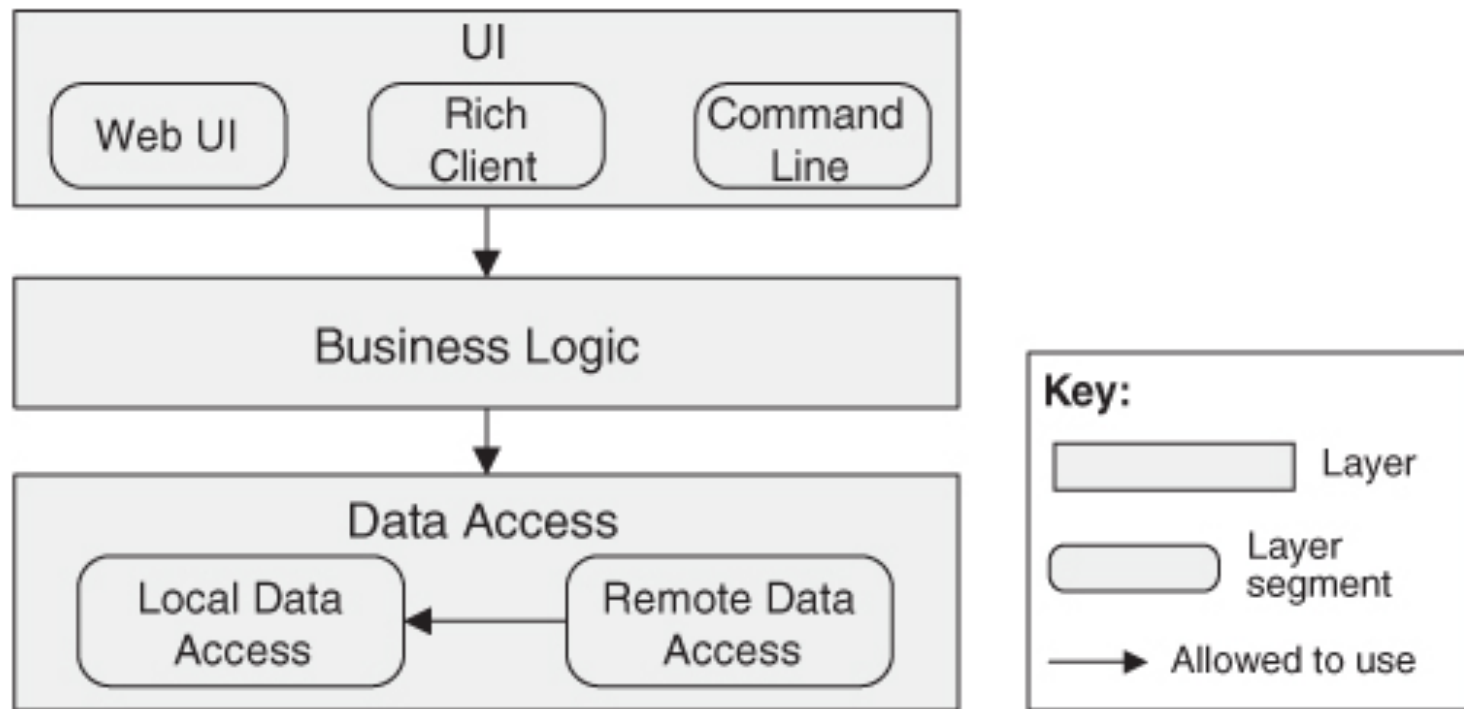 UI
Web UI
Rich
Client
Command
Line
Business Logic
Data Access
Local Data
Access
Remote Data
Access
Key:
Layer
Layer
segment
Allowed to use